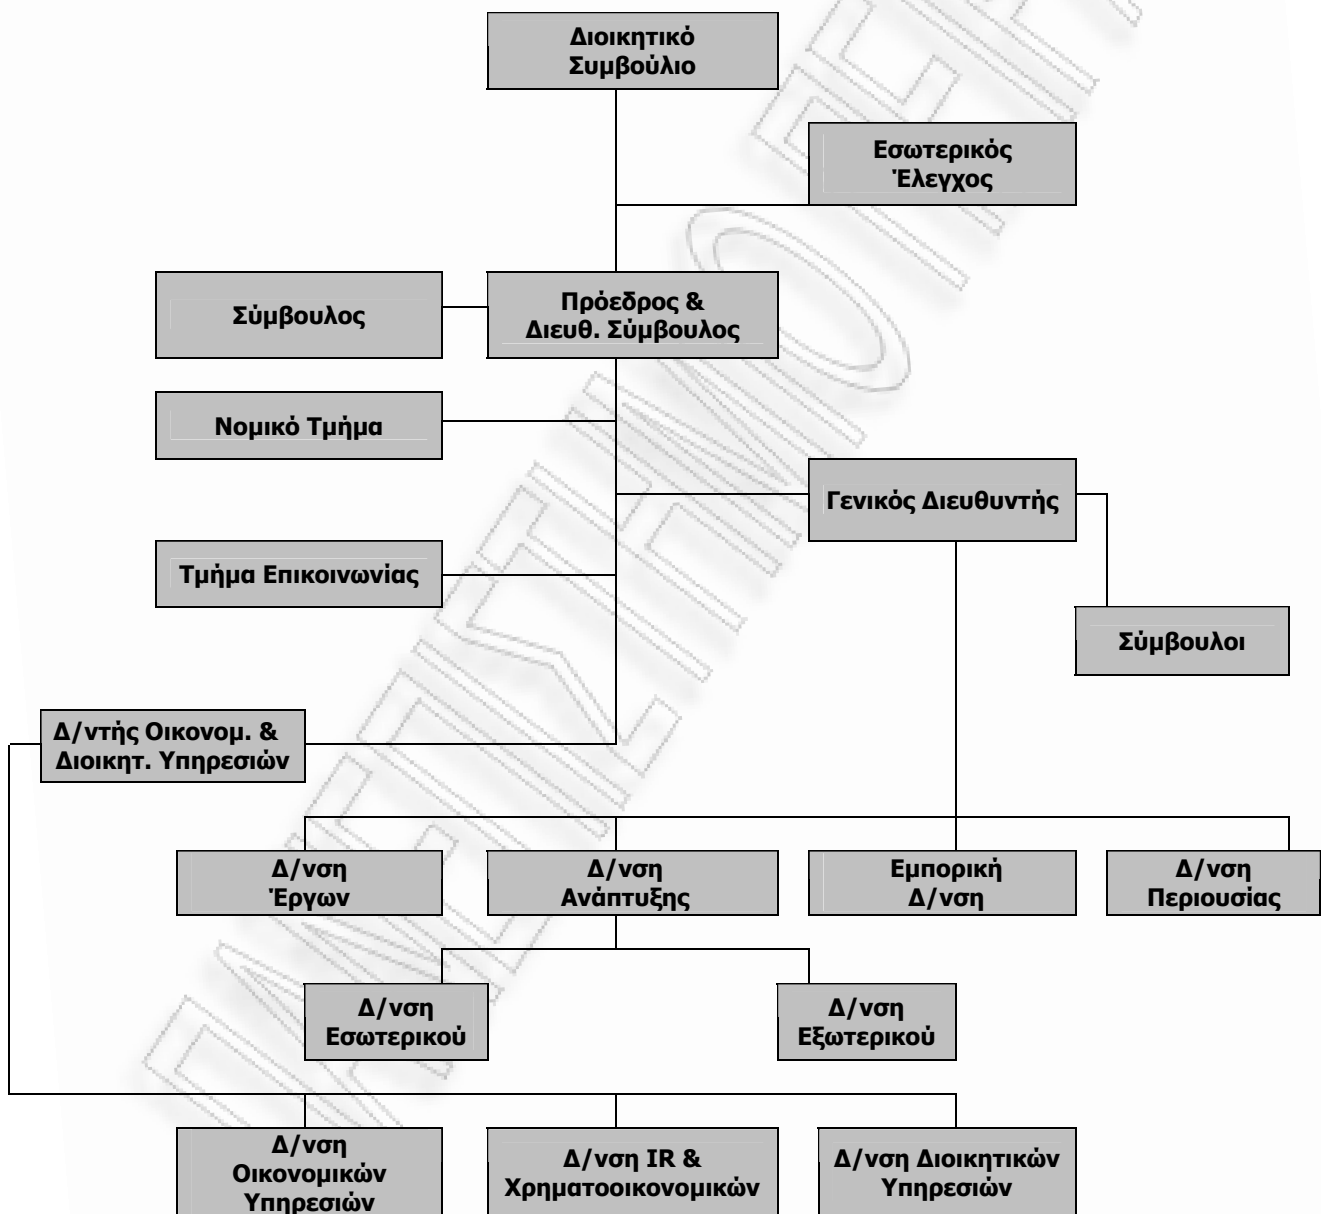 Διοικητικό
Συμβούλιο
Εσωτερικός
Έλεγχος
Σύμβουλος
Πρόεδρος &
Διευθ. Σύμβουλος
Νομικό Τμήμα
Γενικός Διευθυντής
Τμήμα Επικοινωνίας
Σύμβουλοι
Δ/ντής Οικονομ. &
Διοικητ. Υπηρεσιών
Δ/νση
Έργων
Δ/νση
Ανάπτυξης
Εμπορική
Δ/νση
Δ/νση
Περιουσίας
Δ/νση
Εσωτερικού
Δ/νση
Εξωτερικού
Δ/νση
Οικονομικών
Υπηρεσιών
Δ/νση IR &
Χρηματοοικονομικών
Δ/νση Διοικητικών
Υπηρεσιών